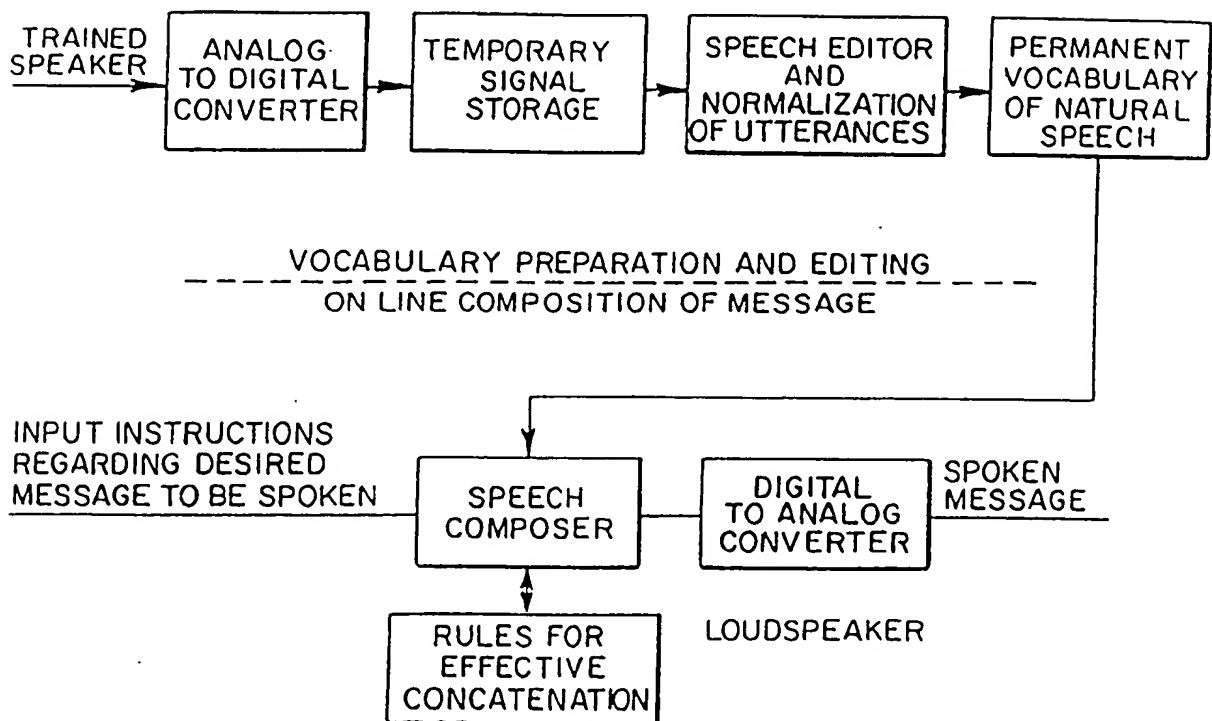 TRAINED
SPEAKER
ANALOG
TO DIGITAL
CONVERTER
TEMPORARY
SIGNAL
STORAGE
SPEECH EDITOR
AND
NORMALIZATION
OF UTTERANCES
PERMANENT
VOCABULARY
OF NATURAL
SPEECH
VOCABULARY PREPARATION AND EDITING
ON LINE COMPOSITION OF MESSAGE
INPUT INSTRUCTIONS
REGARDING DESIRED
MESSAGE TO BE SPOKEN
SPEECH
COMPOSER
DIGITAL
TO ANALOG
CONVERTER
SPOKEN
MESSAGE
RULES FOR
EFFECTIVE
CONCATENATION
LOUDSPEAKER